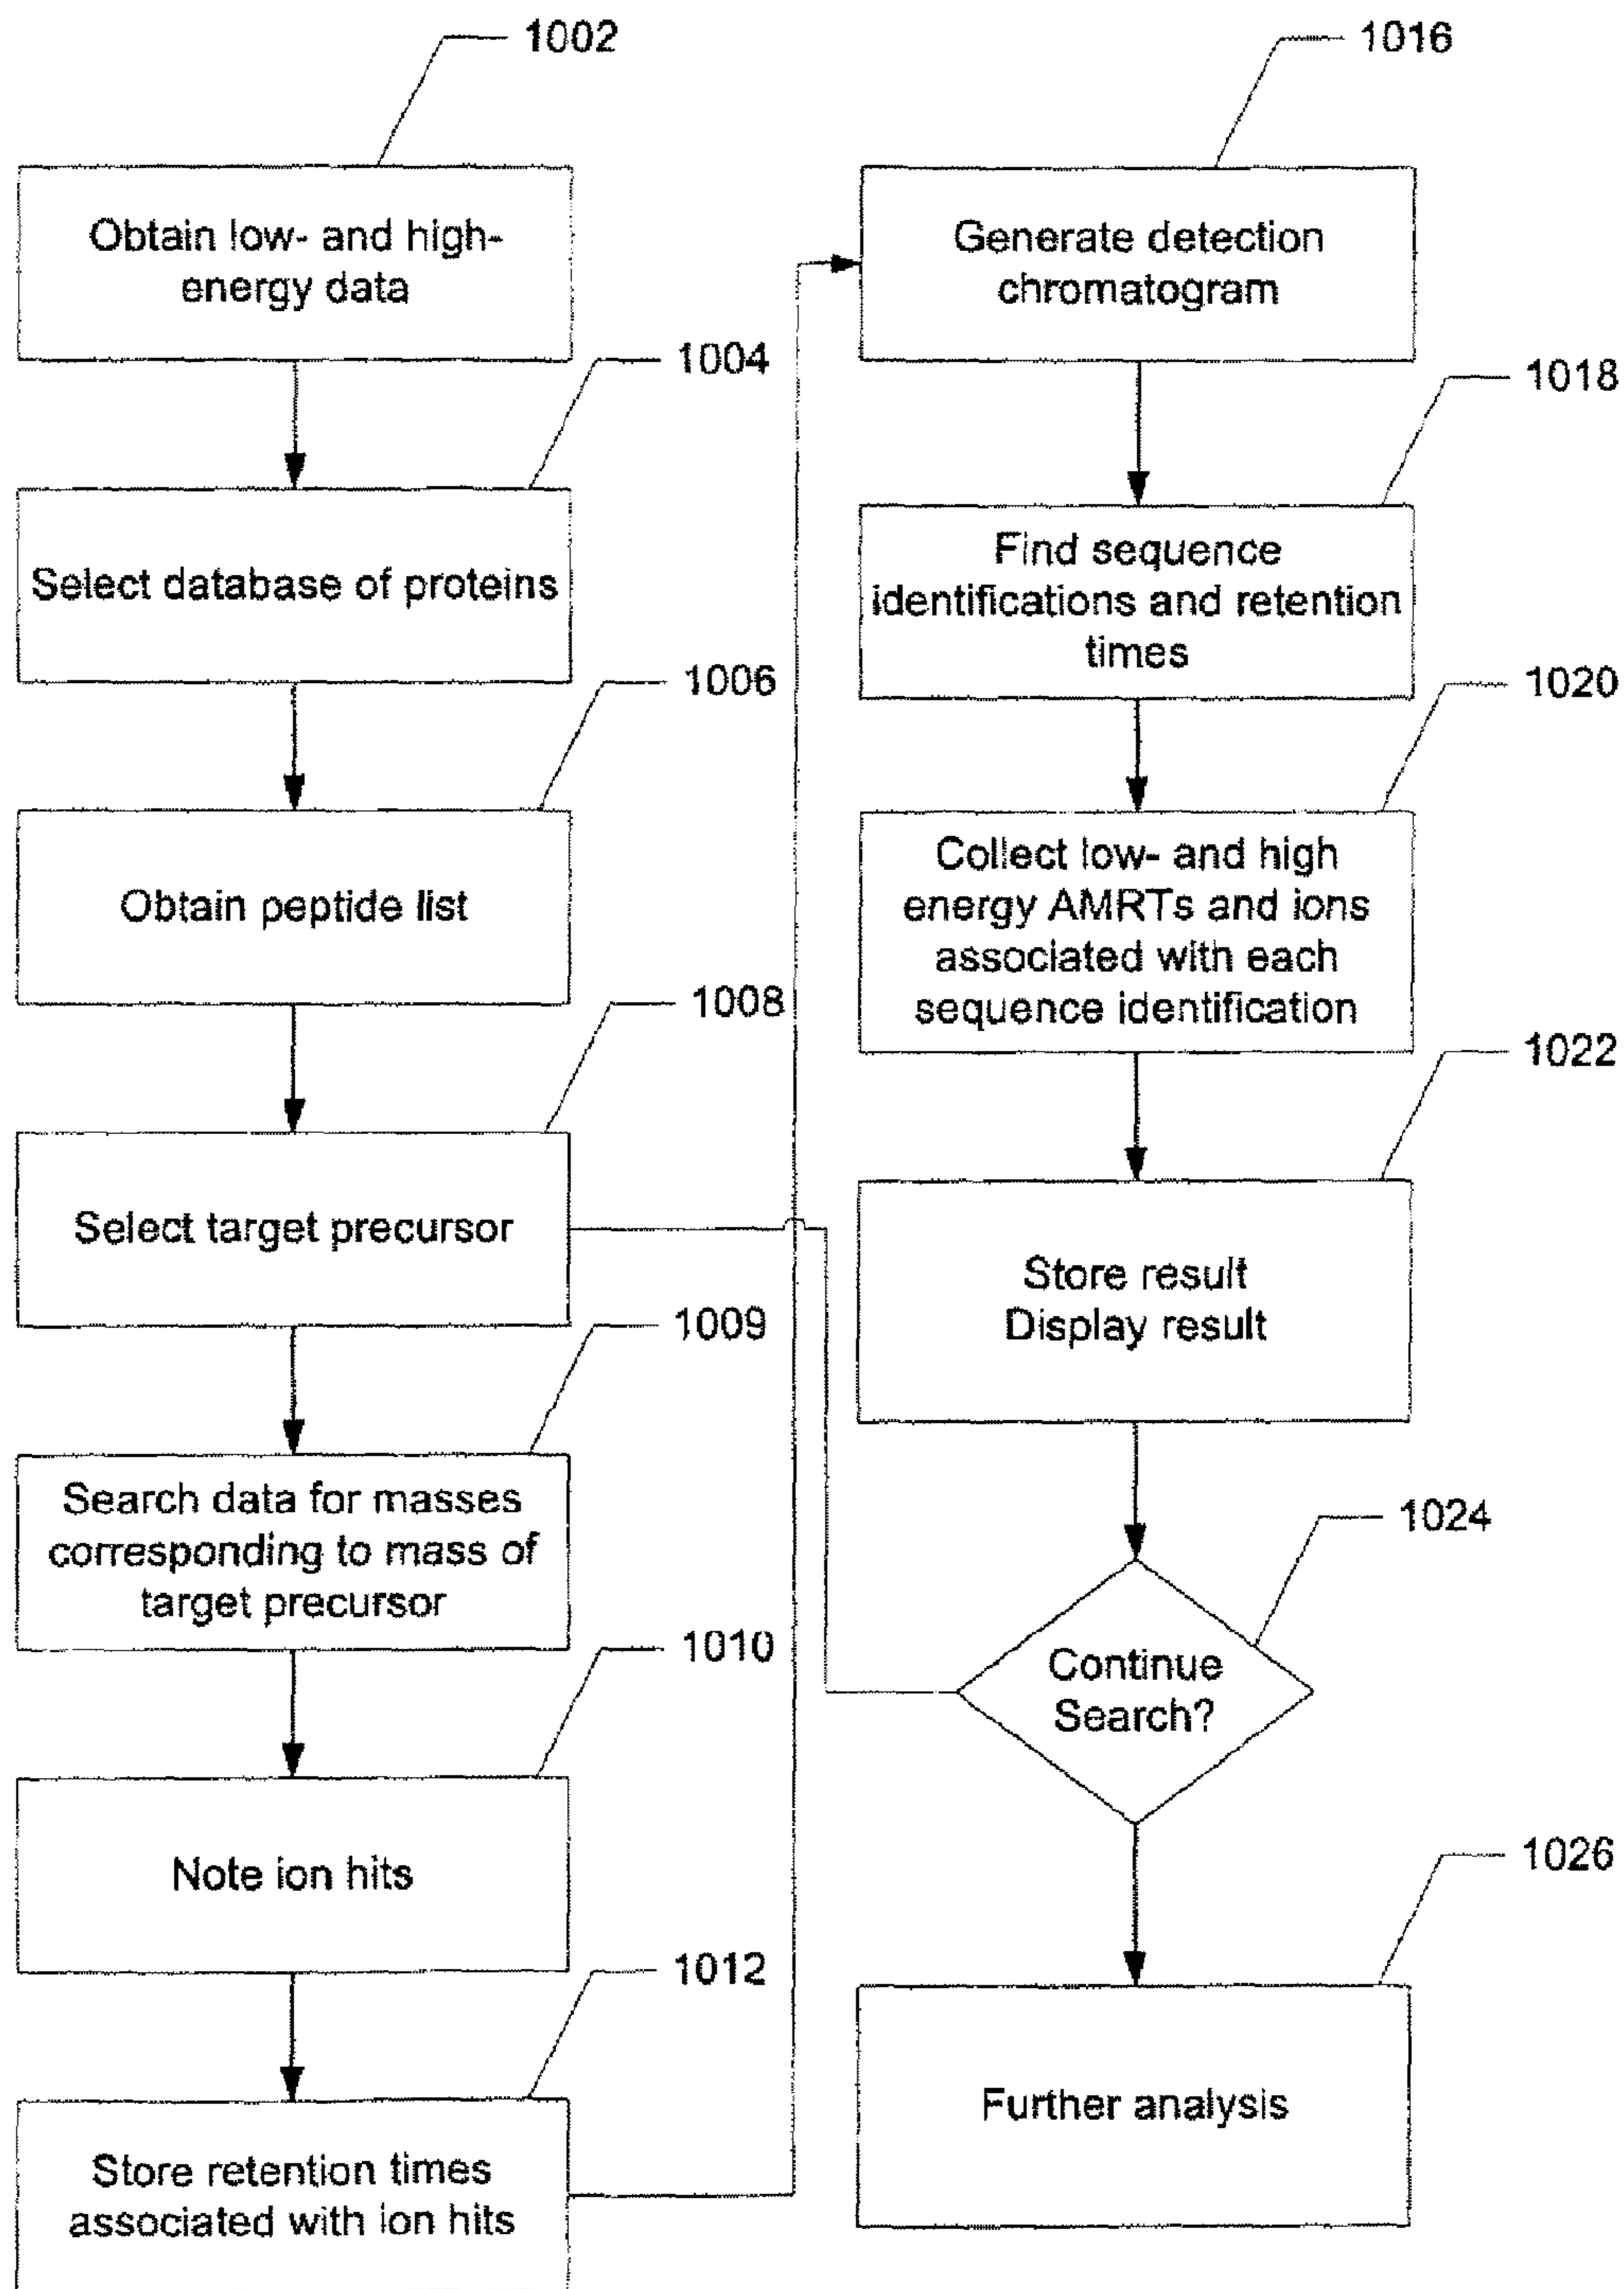 1002
Obtain low- and high-
energy data
1004
Select database of proteins
1006
Obtain peptide list
1008
Select target precursor
1009
Search data for masses
corresponding to mass of
target precursor
1010
Note ion hits
1012
Store retention times
associated with ion hits
1016
Generate detection
chromatogram
1018
Find sequence
identifications and retention
times
1020
Collect low- and high
energy AMRTs and ions
associated with each
sequence identification
1022
Store result
Display result
1024
Continue
Search?
1026
Further analysis